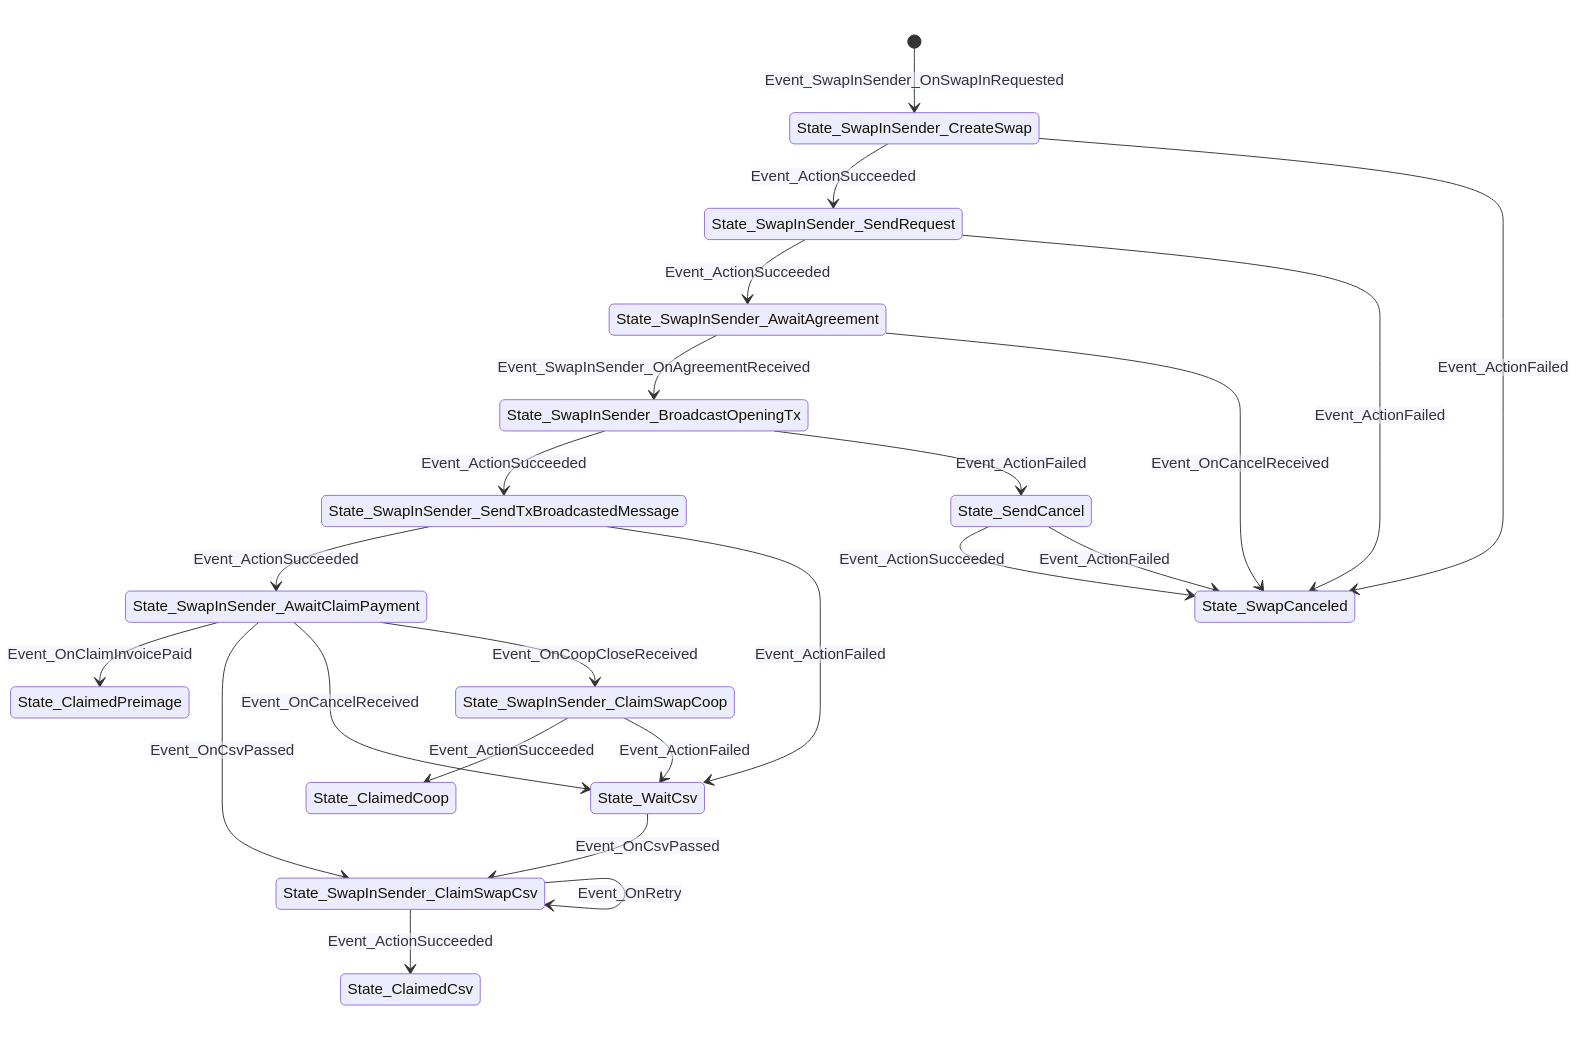 Event_SwapInSender_OnSwapInRequested
State_SwapInSender_CreateSwap
Event_ActionSucceeded
State_SwapInSender_SendRequest
Event_ActionSucceeded
State_SwapInSender_AwaitAgreement
Event_SwapInSender_OnAgreementReceived
Event_ActionFailed
State_SwapInSender_BroadcastOpeningTx
Event_ActionFailed
Event_ActionSucceeded
Event_ActionFailed
Event_OnCancelReceived
State_SwapInSender_SendTxBroadcastedMessage
State_SendCancel
Event_ActionSucceeded
Event_ActionSucceeded
Event_ActionFailed
State_SwapInSender_AwaitClaimPayment
State_SwapCanceled
Event_OnClaimInvoicePaid
Event_OnCoopCloseReceived
Event_ActionFailed
State_ClaimedPreimage
Event_OnCancelReceived
State_SwapInSender_ClaimSwapCoop
Event_OnCsvPassed
Event_ActionSucceeded
Event_ActionFailed
State_ClaimedCoop
State_WaitCsv
Event_OnCsvPassed
State_SwapInSender_ClaimSwapCsv
Event_OnRetry
Event_ActionSucceeded
State_ClaimedCsv